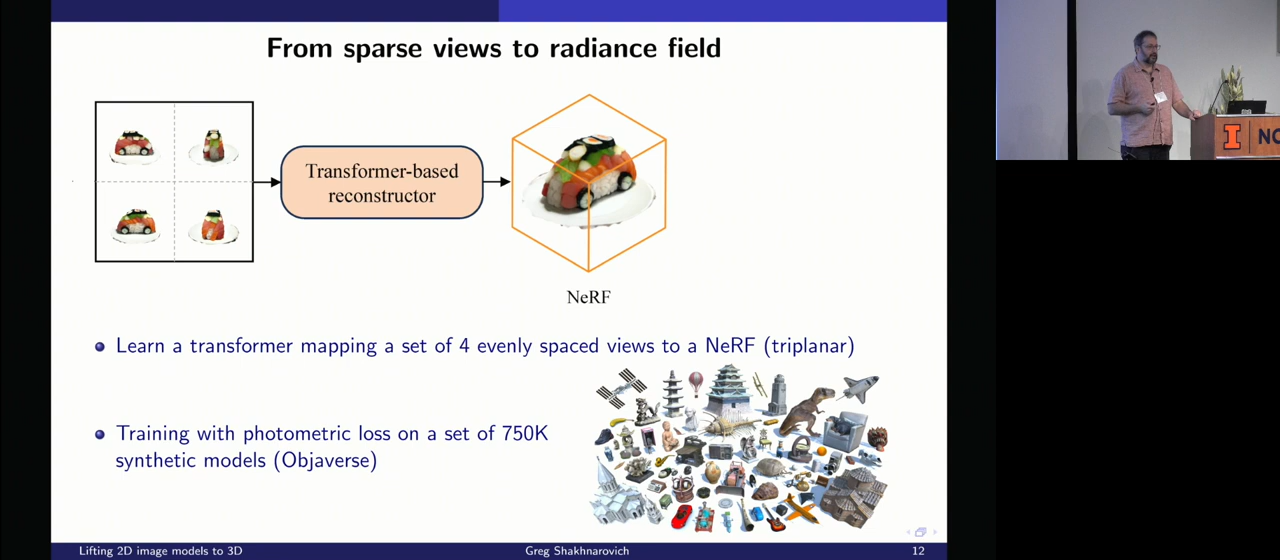 From sparse views to radiance field
Transformer-based
reconstructor
NeRF
Learn a transformer mapping a set of 4 evenly spaced views to a NeRF (triplanar)
Training with photometric loss on a set of 750K
synthetic models (Objaverse)
Lifting 2D image models to 3D
Greg Shakhnarovich
12
I